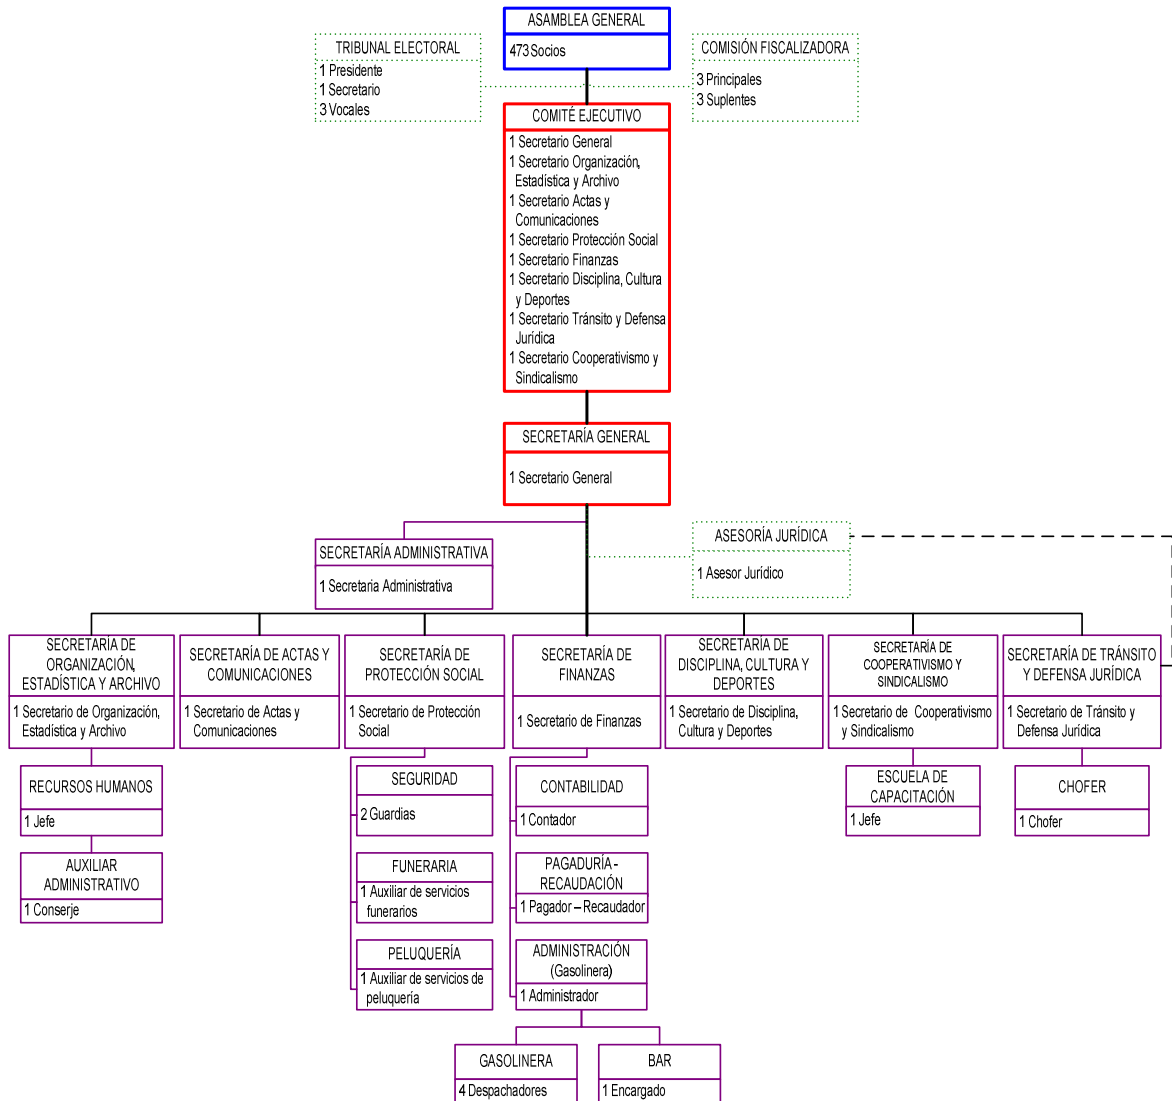 ASAMBLEA GENERAL
473 Socios
TRIBUNAL ELECTORAL
1 Presidente
1 Secretario
3 Vocales
COMISIÓN FISCALIZADORA
3 Principales
3 Suplentes
COMITÉ EJECUTIVO
1 Secretario General
1 Secretario Organización,
Estadística y Archivo
1 Secretario Actas y
Comunicaciones
1 Secretario Protección Social
1 Secretario Finanzas
1 Secretario Disciplina, Cultura
y Deportes
1 Secretario Tránsito y Defensa
Jurídica
1 Secretario Cooperativismo y
Sindicalismo
SECRETARÍA GENERAL
1 Secretario General
SECRETARÍA ADMINISTRATIVA
1 Secretaria Administrativa
ASESORÍA JURÍDICA
1 Asesor Jurídico
SECRETARÍA DE
ORGANIZACIÓN,
ESTADÍSTICA Y ARCHIVO
1 Secretario de Organización,
Estadística y Archivo
SECRETARÍA DE ACTAS Y
COMUNICACIONES
1 Secretario de Actas y
Comunicaciones
SECRETARÍA DE
PROTECCIÓN SOCIAL
1 Secretario de Protección
Social
SECRETARÍA DE
FINANZAS
1 Secretario de Finanzas
SECRETARÍA DE
DISCIPLINA, CULTURA Y
DEPORTES
1 Secretario de Disciplina,
Cultura y Deportes
SECRETARÍA DE
COOPERATIVISMO Y
SINDICALISMO
1 Secretario de Cooperativismo
y Sindicalismo
SECRETARÍA DE TRÁNSITO
Y DEFENSA JURÍDICA
1 Secretario de Tránsito y
Defensa Jurídica
RECURSOS HUMANOS
1 Jefe
AUXILIAR
ADMINISTRATIVO
1 Conserje
SEGURIDAD
2 Guardias
FUNERARIA
1 Auxiliar de servicios
funerarios
PELUQUERÍA
1 Auxiliar de servicios de
peluquería
CONTABILIDAD
1 Contador
PAGADURÍA -
RECAUDACIÓN
1 Pagador – Recaudador
ADMINISTRACIÓN
(Gasolinera)
1 Administrador
GASOLINERA
4 Despachadores
BAR
1 Encargado
ESCUELA DE
CAPACITACIÓN
1 Jefe
CHOFER
1 Chofer